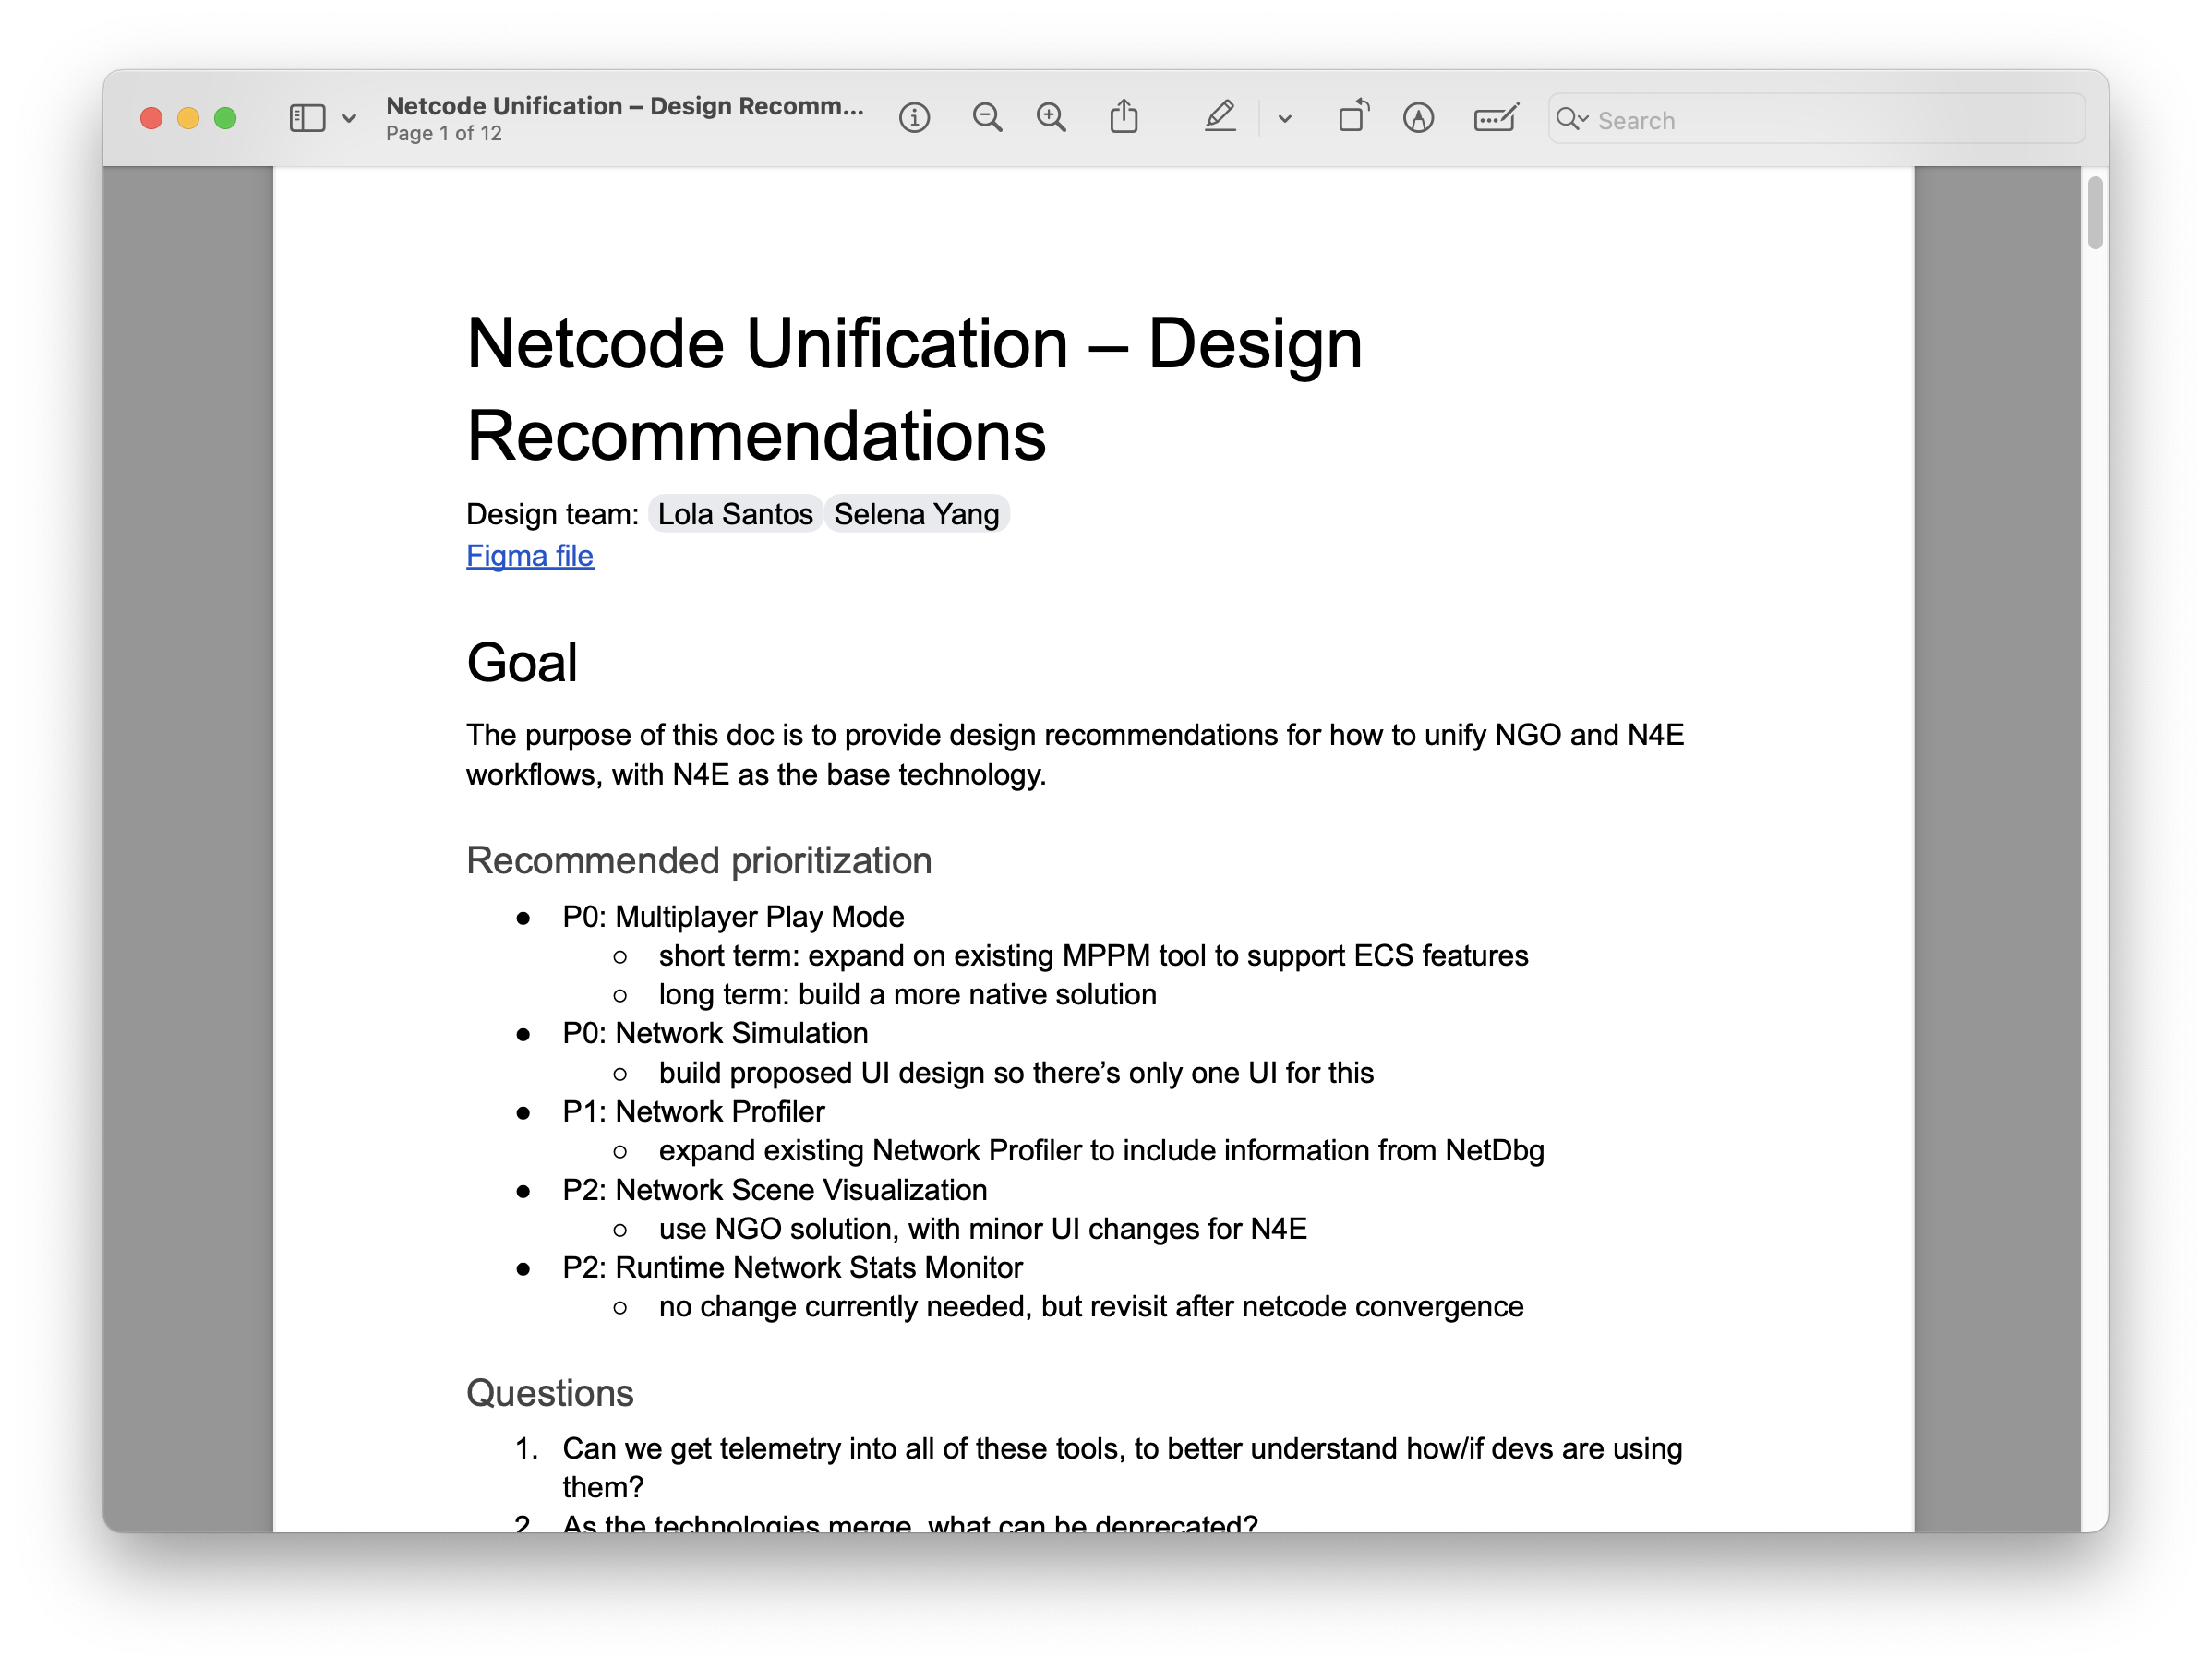 Netcode Unification – Design Recomm...
Page 1 of 12
Search
Netcode Unification – Design
Recommendations
Design team: Lola Santos Selena Yang
Figma file
Goal
The purpose of this doc is to provide design recommendations for how to unify NGO and N4E
workflows, with N4E as the base technology.
Recommended prioritization
● P0: Multiplayer Play Mode
○ short term: expand on existing MPPM tool to support ECS features
○ long term: build a more native solution
● P0: Network Simulation
○ build proposed UI design so there’s only one UI for this
● P1: Network Profiler
○ expand existing Network Profiler to include information from NetDbg
● P2: Network Scene Visualization
○ use NGO solution, with minor UI changes for N4E
● P2: Runtime Network Stats Monitor
○ no change currently needed, but revisit after netcode convergence
Questions
1. Can we get telemetry into all of these tools, to better understand how/if devs are using
them?
2. As the technologies merge, what can be deprecated?